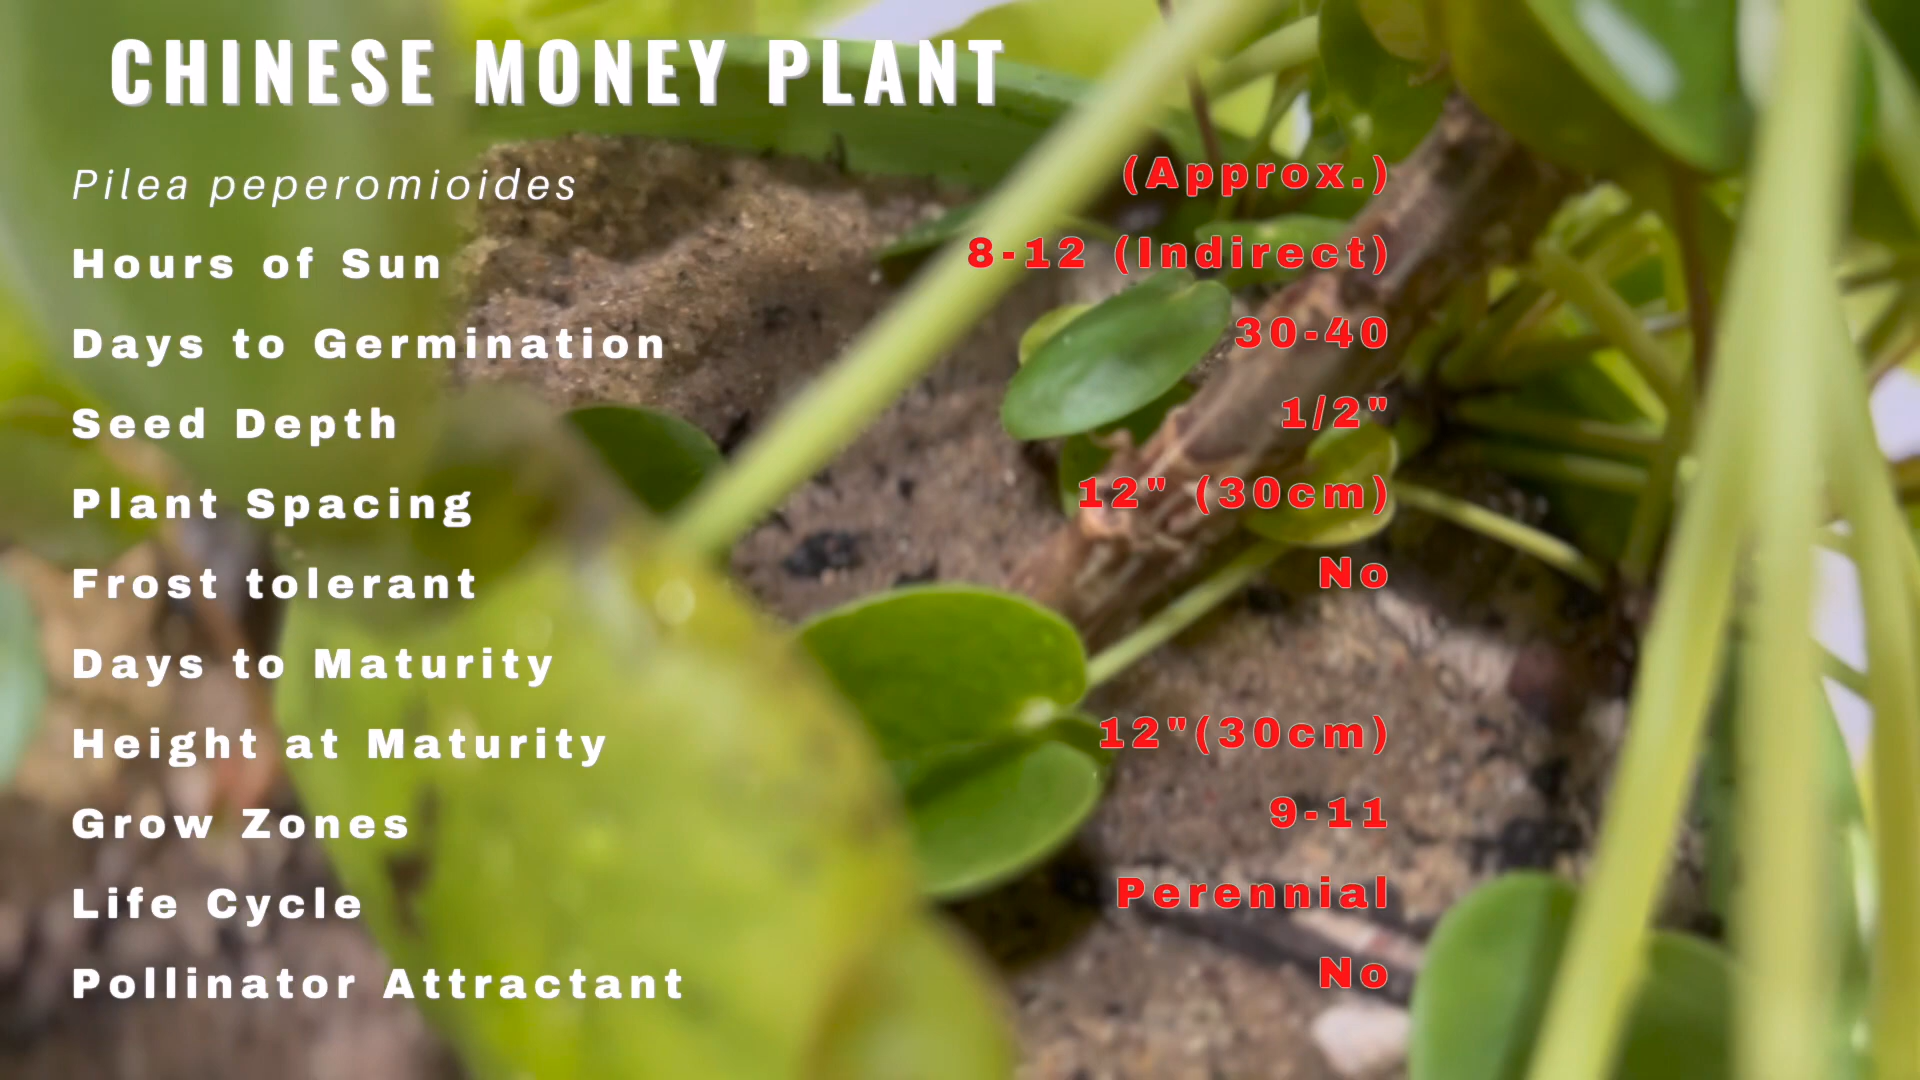 CHINESE MONEY PLANT
Pilea peperomioides (Approx.)
Hours of Sun 8-12 (Indirect)
Days to Germination 30-40
Seed Depth 1/2"
Plant Spacing 12" (30cm)
Frost tolerant No
Days to Maturity
Height at Maturity 12"(30cm)
Grow Zones 9-11
Life Cycle Perennial
Pollinator Attractant No